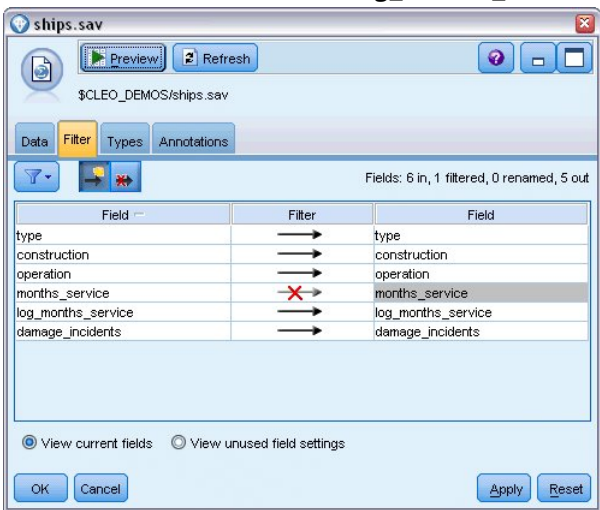 ships.sav
Preview Refresh
$CLEO_DEMOS/ships.sav
Data Filter Types Annotations
Fields: 6 in, 1 filtered, 0 renamed, 5 out
Field Filter Field
type type
construction construction
operation operation
months_service months_service
log_months_service log_months_service
damage_incidents damage_incidents
View current fields View unused field settings
OK Cancel Apply Reset